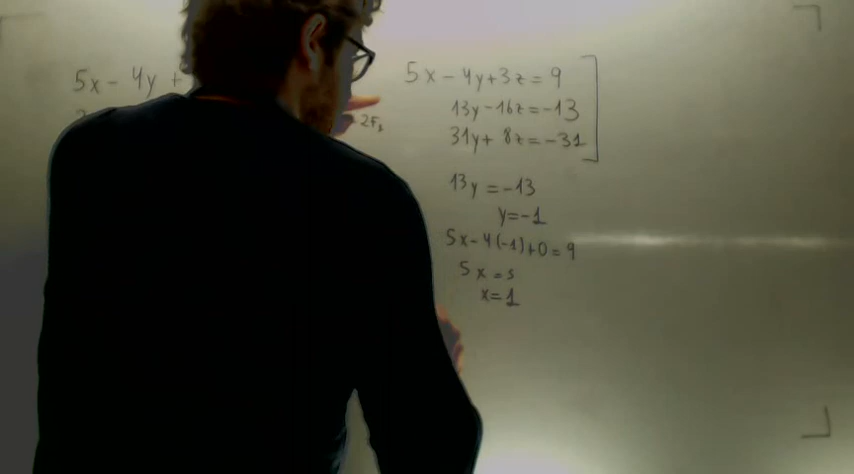 5x - 4y +
- 2F₁
5x - 4y + 3z = 9
13y - 16z = -13
31y + 8z = -31
13y = -13
y = -1
5x - 4(-1) + 0 = 9
5x = 5
x = 1